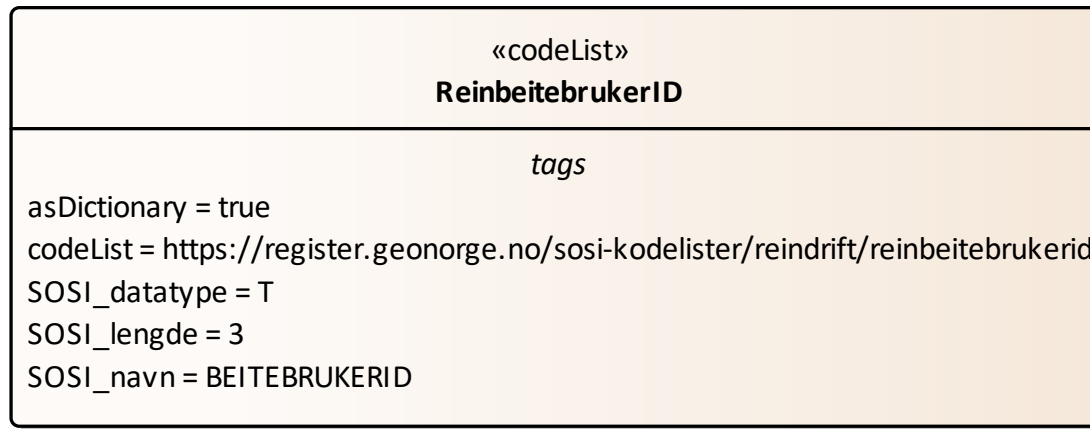 «codeList»
ReinbeitebrukerID
tags
asDictionary = true
codeList = https://register.geonorge.no/sosi-kodelister/reindrift/reinbeitebrukerid
SOSI_datatype = T
SOSI_lengde = 3
SOSI_navn = BEITEBRUKERID